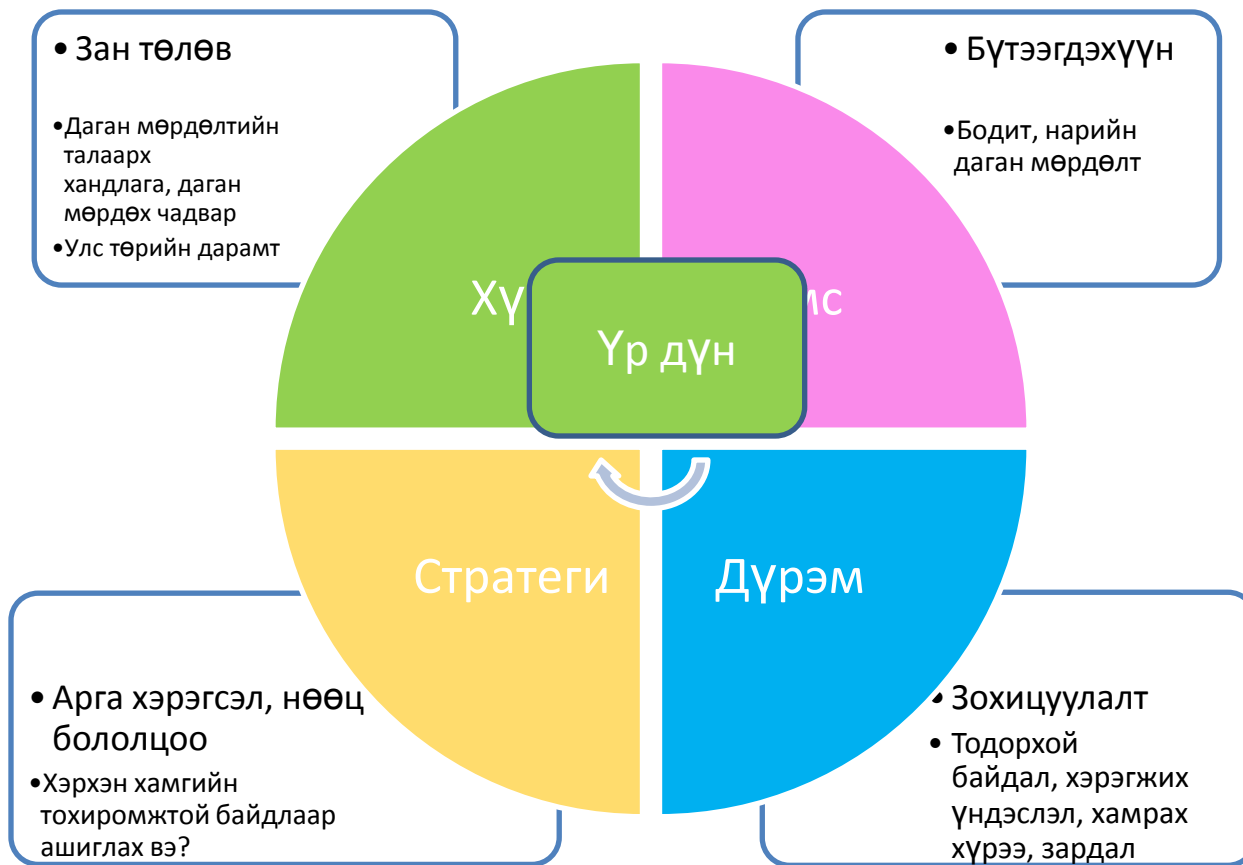 • Зан төлөв
•Даган мөрдөлтийн
талаарх
хандлага, даган
мөрдөх чадвар
•Улс төрийн дарамт
• Бүтээгдэхүүн
•Бодит, нарийн
даган мөрдөлт
Үр дүн
Стратеги
Дүрэм
• Арга хэрэгсэл, нөөц
бололцоо
•Хэрхэн хамгийн
тохиромжтой байдлаар
ашиглах вэ?
• Зохицуулалт
• Тодорхой
байдал, хэрэгжих
үндэслэл, хамрах
хүрээ, зардал